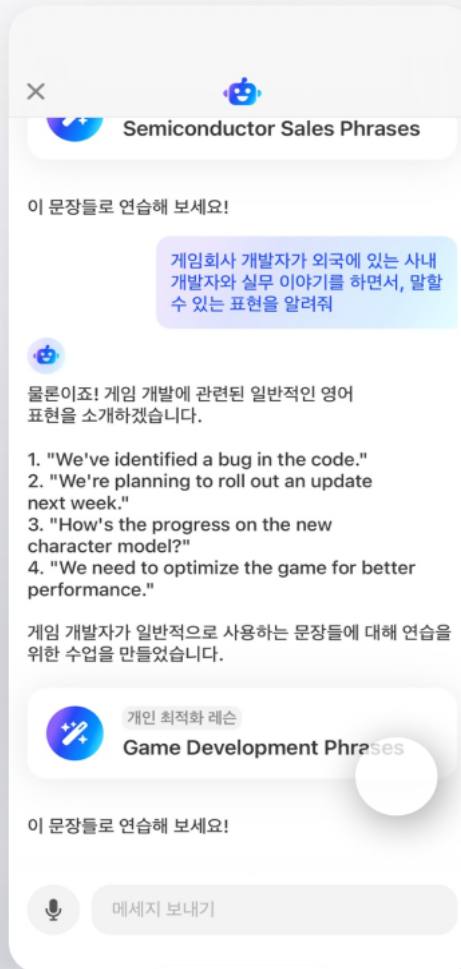 Semiconductor Sales Phrases
이 문장들로 연습해 보세요!
게임회사 개발자가 외국에 있는 사내
개발자와 실무 이야기를 하면서, 말할
수 있는 표현을 알려줘
물론이죠! 게임 개발에 관련된 일반적인 영어
표현을 소개하겠습니다.
1. "We've identified a bug in the code."
2. "We're planning to roll out an update
next week."
3. "How's the progress on the new
character model?"
4. "We need to optimize the game for better
performance."
게임 개발자가 일반적으로 사용하는 문장들에 대해 연습을
위한 수업을 만들었습니다.
개인 최적화 레슨
Game Development Phrases
이 문장들로 연습해 보세요!
메세지 보내기